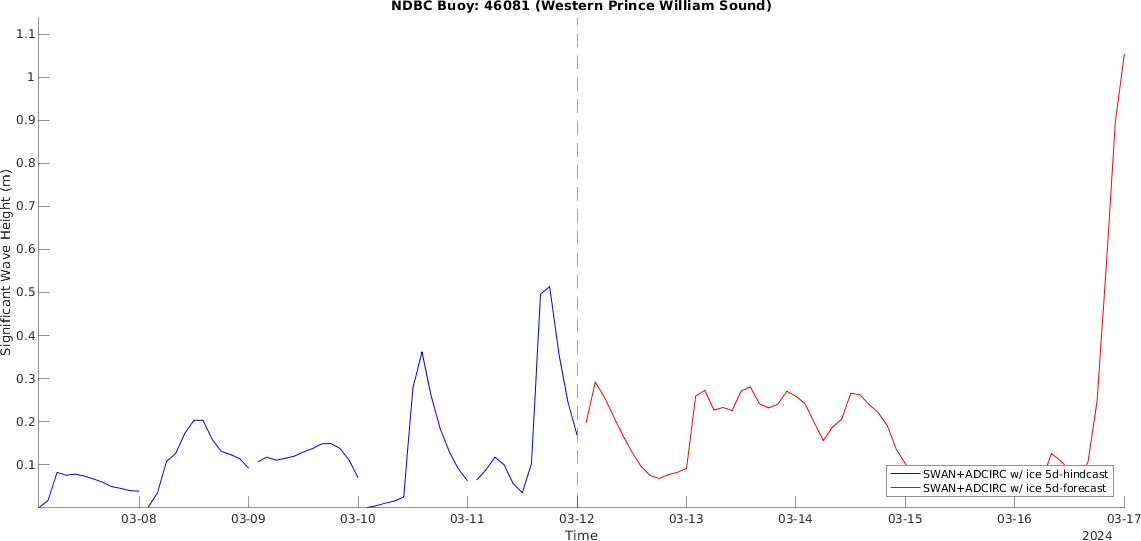 NDBC Buoy: 46081 (Western Prince William Sound)
1.1
1
0.9
0.8
0.7
0.6
0.5
0.4
0.3
0.2
0.1
Significant Wave Height (m)
SWAN+ADCIRC w/ ice 5d-hindcast
SWAN+ADCIRC w/ ice 5d-forecast
03-08 03-09 03-10 03-11 03-12 03-13 03-14 03-15 03-16 03-17
Time
2024